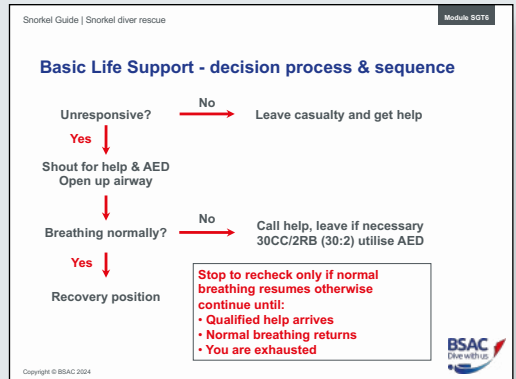 Snorkel Guide | Snorkel diver rescue
Module SGT6
Basic Life Support - decision process & sequence
Unresponsive?
No
Leave casualty and get help
Yes
Shout for help & AED
Open up airway
Breathing normally?
No
Call help, leave if necessary
30CC/2RB (30:2) utilise AED
Yes
Recovery position
Stop to recheck only if normal
breathing resumes otherwise
continue until:
• Qualified help arrives
• Normal breathing returns
• You are exhausted
BSAC
Dive with us
Copyright © BSAC 2024